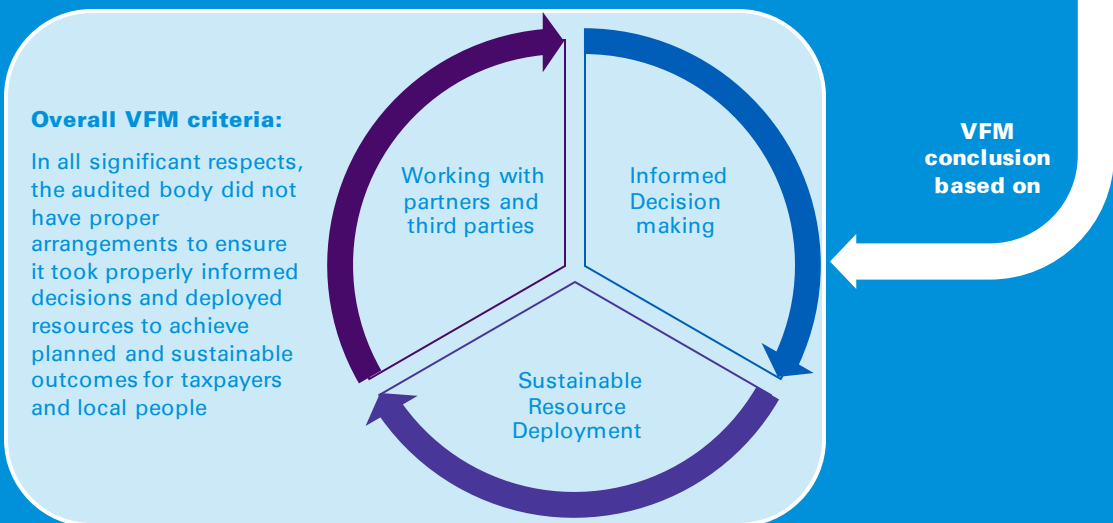 Overall VFM criteria:
In all significant respects,
the audited body did not
have proper
arrangements to ensure
it took properly informed
decisions and deployed
resources to achieve
planned and sustainable
outcomes for taxpayers
and local people
Working with
partners and
third parties
Informed
Decision
making
Sustainable
Resource
Deployment
VFM
conclusion
based on